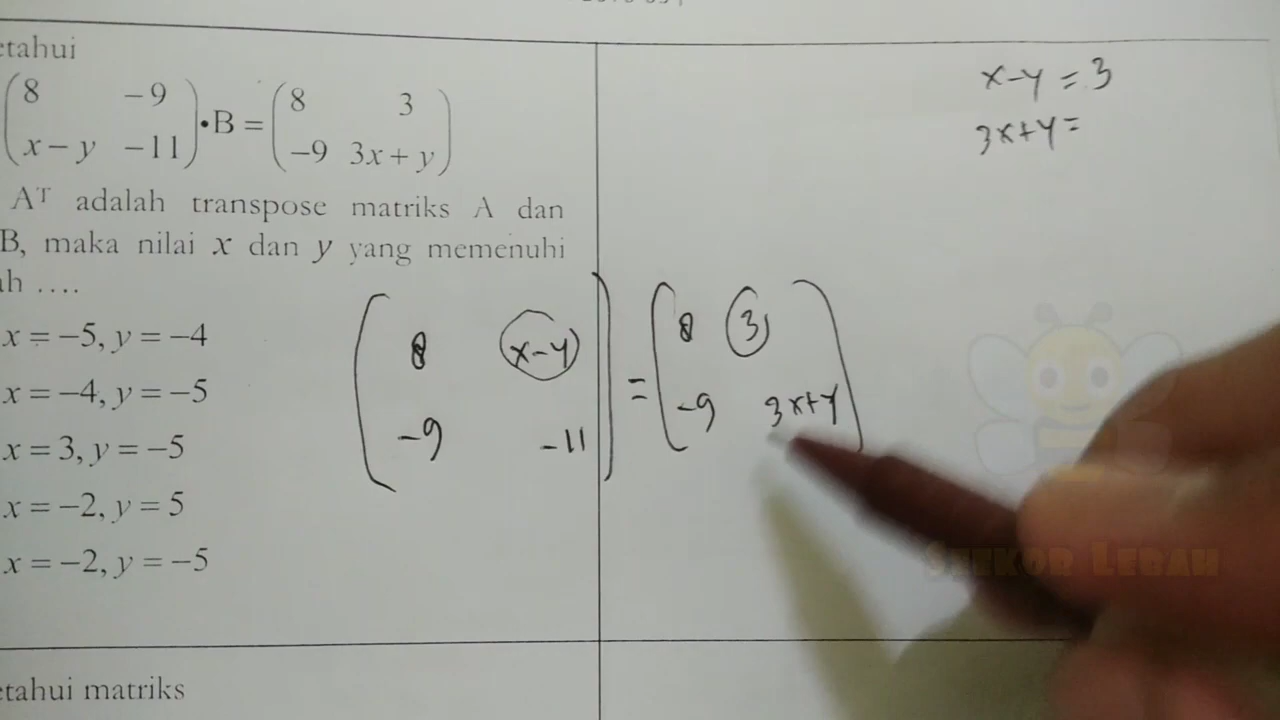 etahui
(8 -9
x-y -11) •B = (8 3
-9 3x+y)
Aᵀ adalah transpose matriks A dan
B, maka nilai x dan y yang memenuhi
ah ....
x = -5, y = -4
x = -4, y = -5
x = 3, y = -5
x = -2, y = 5
x = -2, y = -5
etahui matriks
(8 x-y
-9 -11) = (8 3
-9 3x+y)
x-y = 3
3x+y =
SEEKOR LEBAH